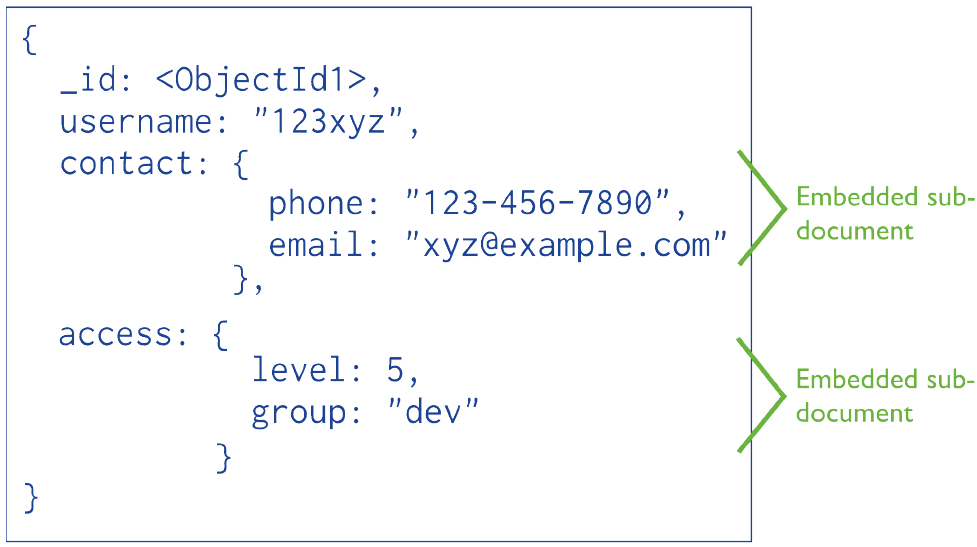 {
_id: <ObjectId1>,
username: "123xyz",
contact: {
phone: "123-456-7890",
email: "xyz@example.com"
},
access: {
level: 5,
group: "dev"
}
}
Embedded sub-
document
Embedded sub-
document